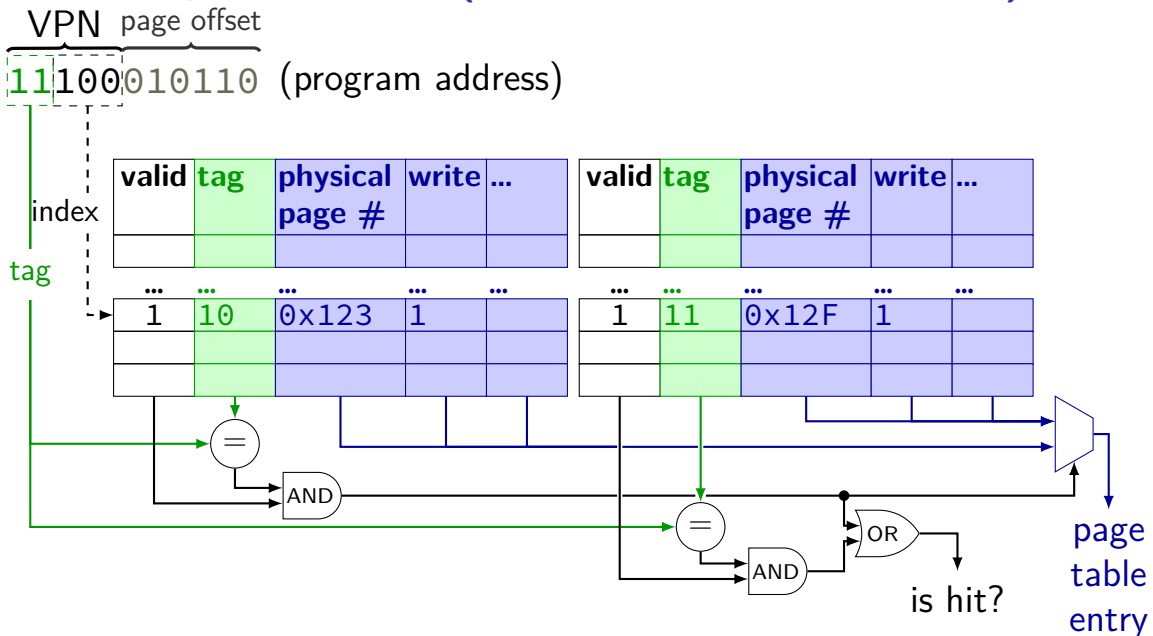 VPN page offset
11100010110 (program address)
valid tag physical page # write ... valid tag physical page # write ...
index
tag
... ... ... ... ... ... ... ... ... ...
1 10 0x123 1 1 11 0x12F 1
=
AND
=
OR
AND
is hit?
page
table
entry